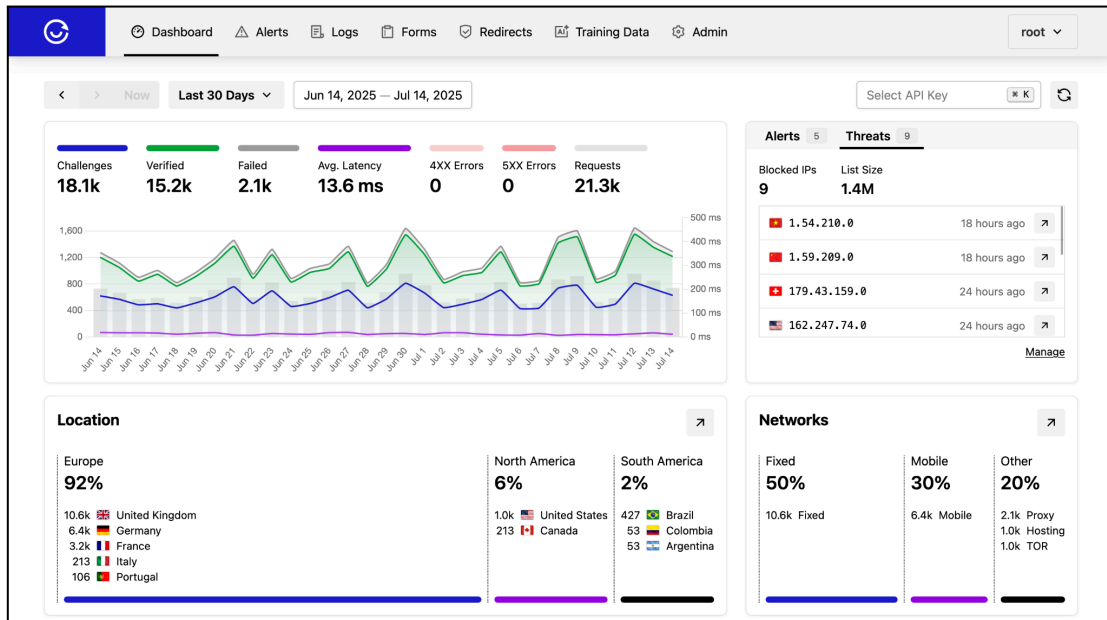 Dashboard Alerts Logs Forms Redirects Training Data Admin root
Now Last 30 Days Jun 14, 2025 — Jul 14, 2025 Select API Key ⌘ K
Challenges Verified Failed Avg. Latency 4XX Errors 5XX Errors Requests
18.1k 15.2k 2.1k 13.6 ms 0 0 21.3k
500 ms
1,600 400 ms
1,200 300 ms
800 200 ms
400 100 ms
0 0 ms
Jun 14 Jun 15 Jun 16 Jun 17 Jun 18 Jun 19 Jun 20 Jun 21 Jun 22 Jun 23 Jun 24 Jun 25 Jun 26 Jun 27 Jun 28 Jun 29 Jun 30 Jul 1 Jul 2 Jul 3 Jul 4 Jul 5 Jul 6 Jul 7 Jul 8 Jul 9 Jul 10 Jul 11 Jul 12 Jul 13 Jul 14
Alerts 5 Threats 9
Blocked IPs List Size
9 1.4M
1.54.210.0 18 hours ago
1.59.209.0 18 hours ago
179.43.159.0 24 hours ago
162.247.74.0 24 hours ago
Manage
Location
Europe
92%
10.6k United Kingdom
6.4k Germany
3.2k France
213 Italy
106 Portugal
North America
6%
1.0k United States
213 Canada
South America
2%
427 Brazil
53 Colombia
53 Argentina
Networks
Fixed
50%
10.6k Fixed
Mobile
30%
6.4k Mobile
Other
20%
2.1k Proxy
1.0k Hosting
1.0k TOR